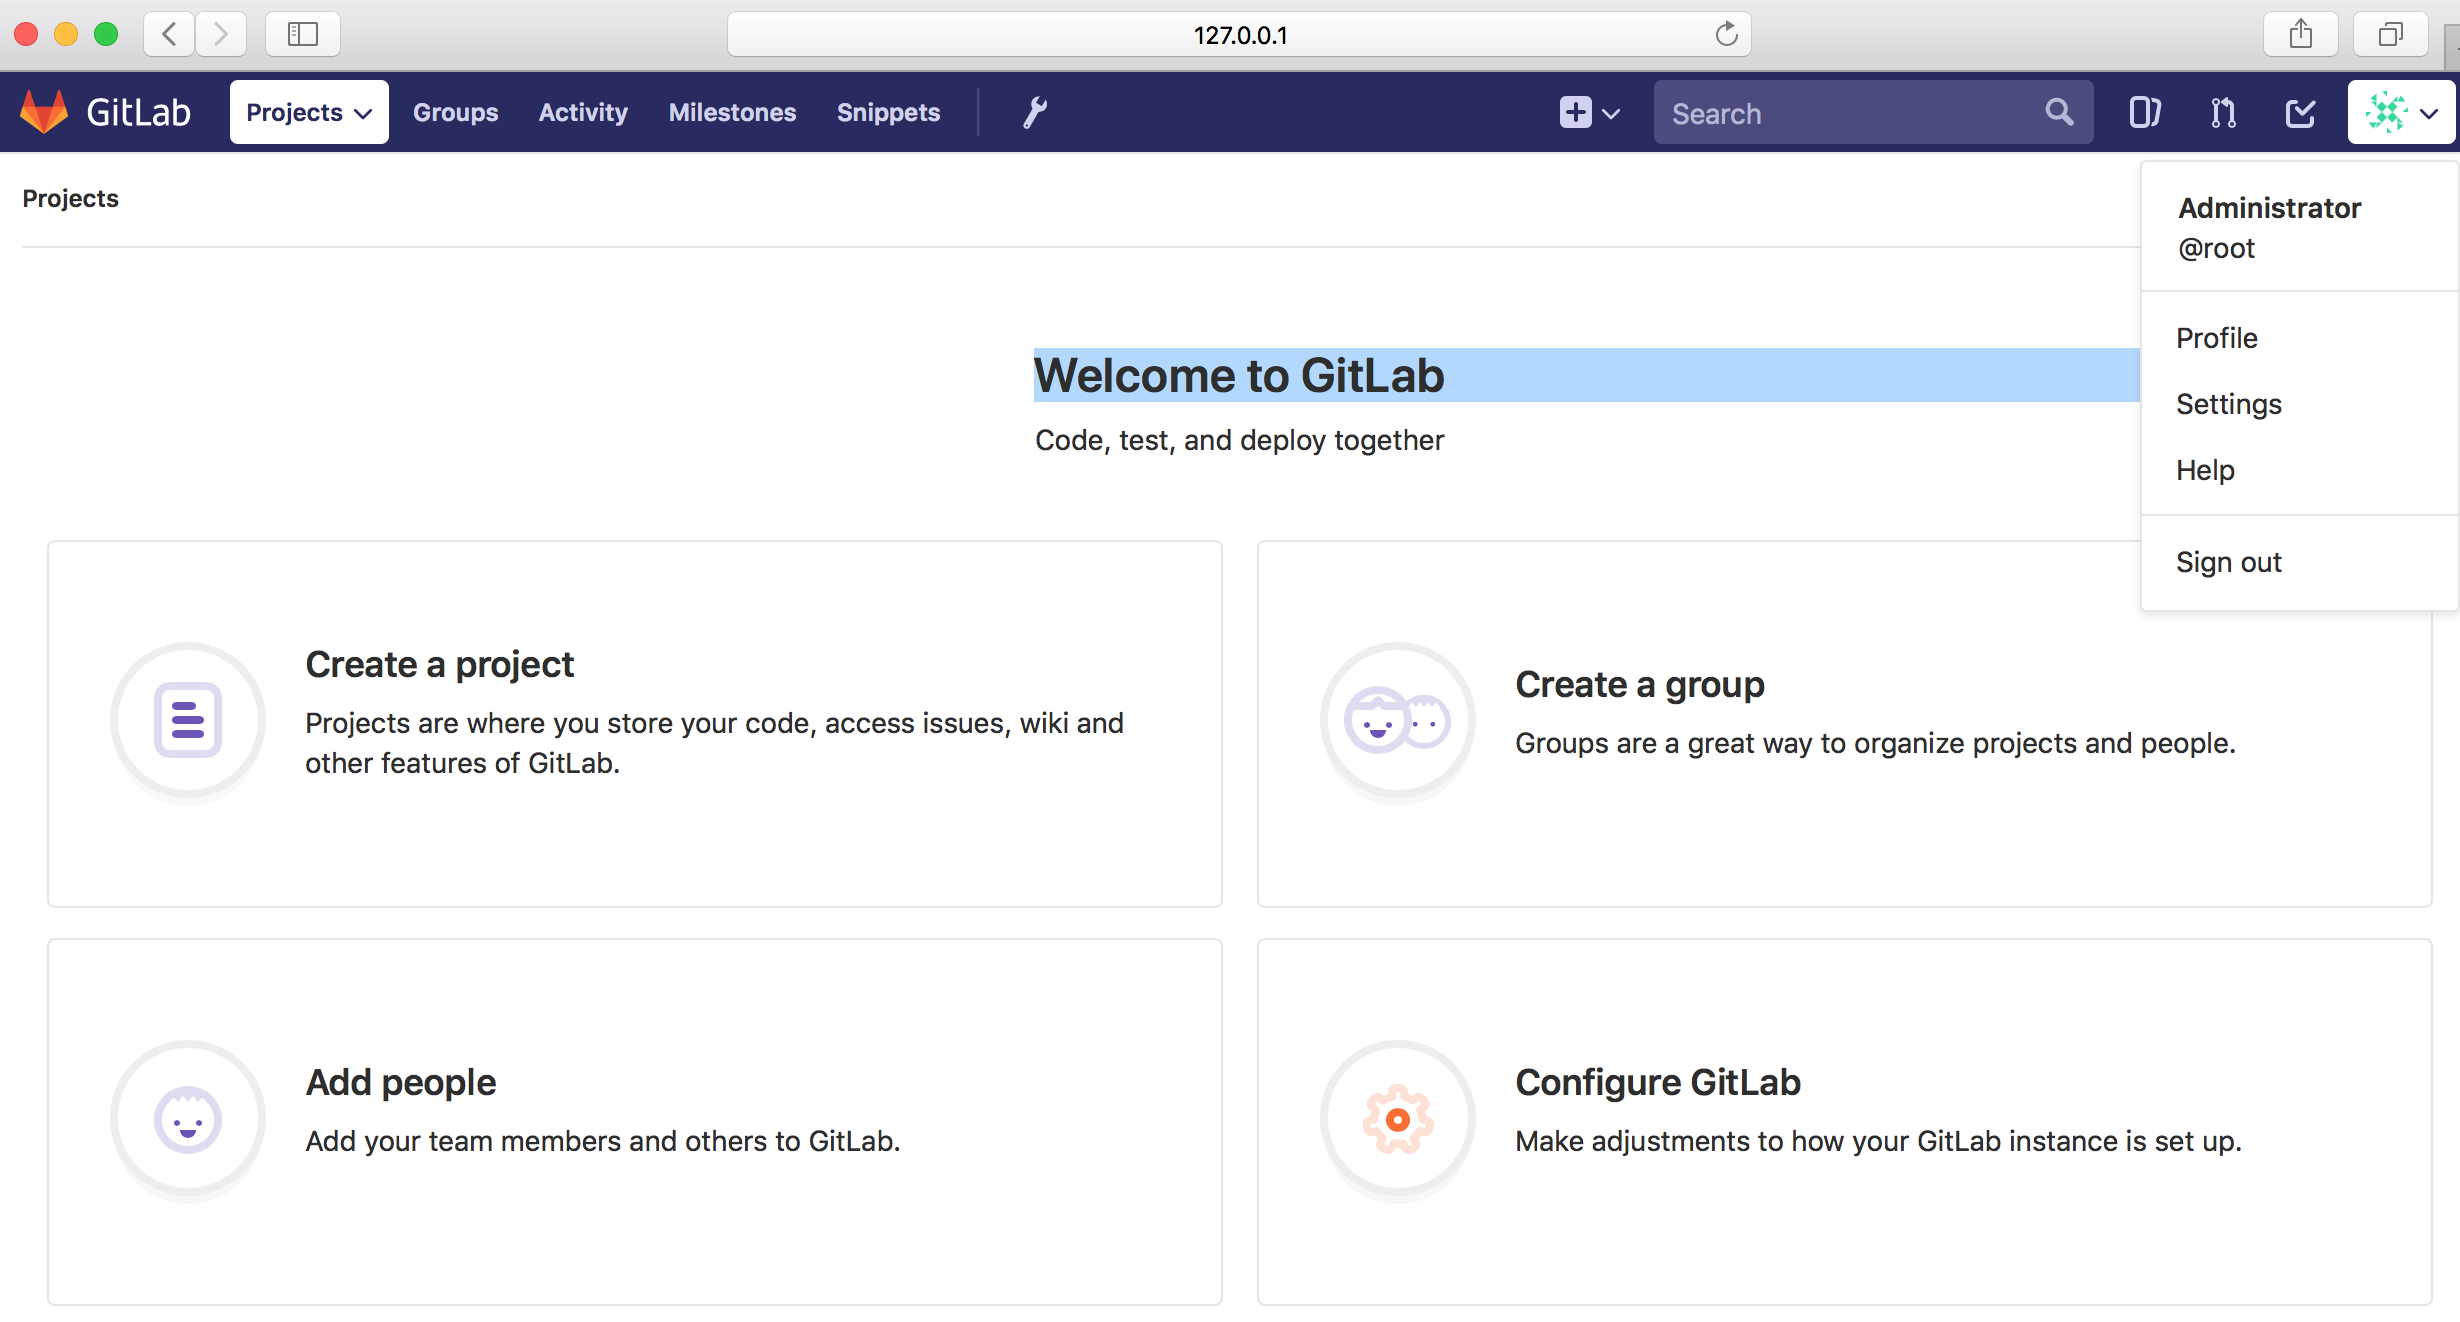 127.0.0.1
GitLab Projects Groups Activity Milestones Snippets Search
Projects
Administrator
@root
Profile
Settings
Help
Sign out
Welcome to GitLab
Code, test, and deploy together
Create a project
Projects are where you store your code, access issues, wiki and
other features of GitLab.
Create a group
Groups are a great way to organize projects and people.
Add people
Add your team members and others to GitLab.
Configure GitLab
Make adjustments to how your GitLab instance is set up.